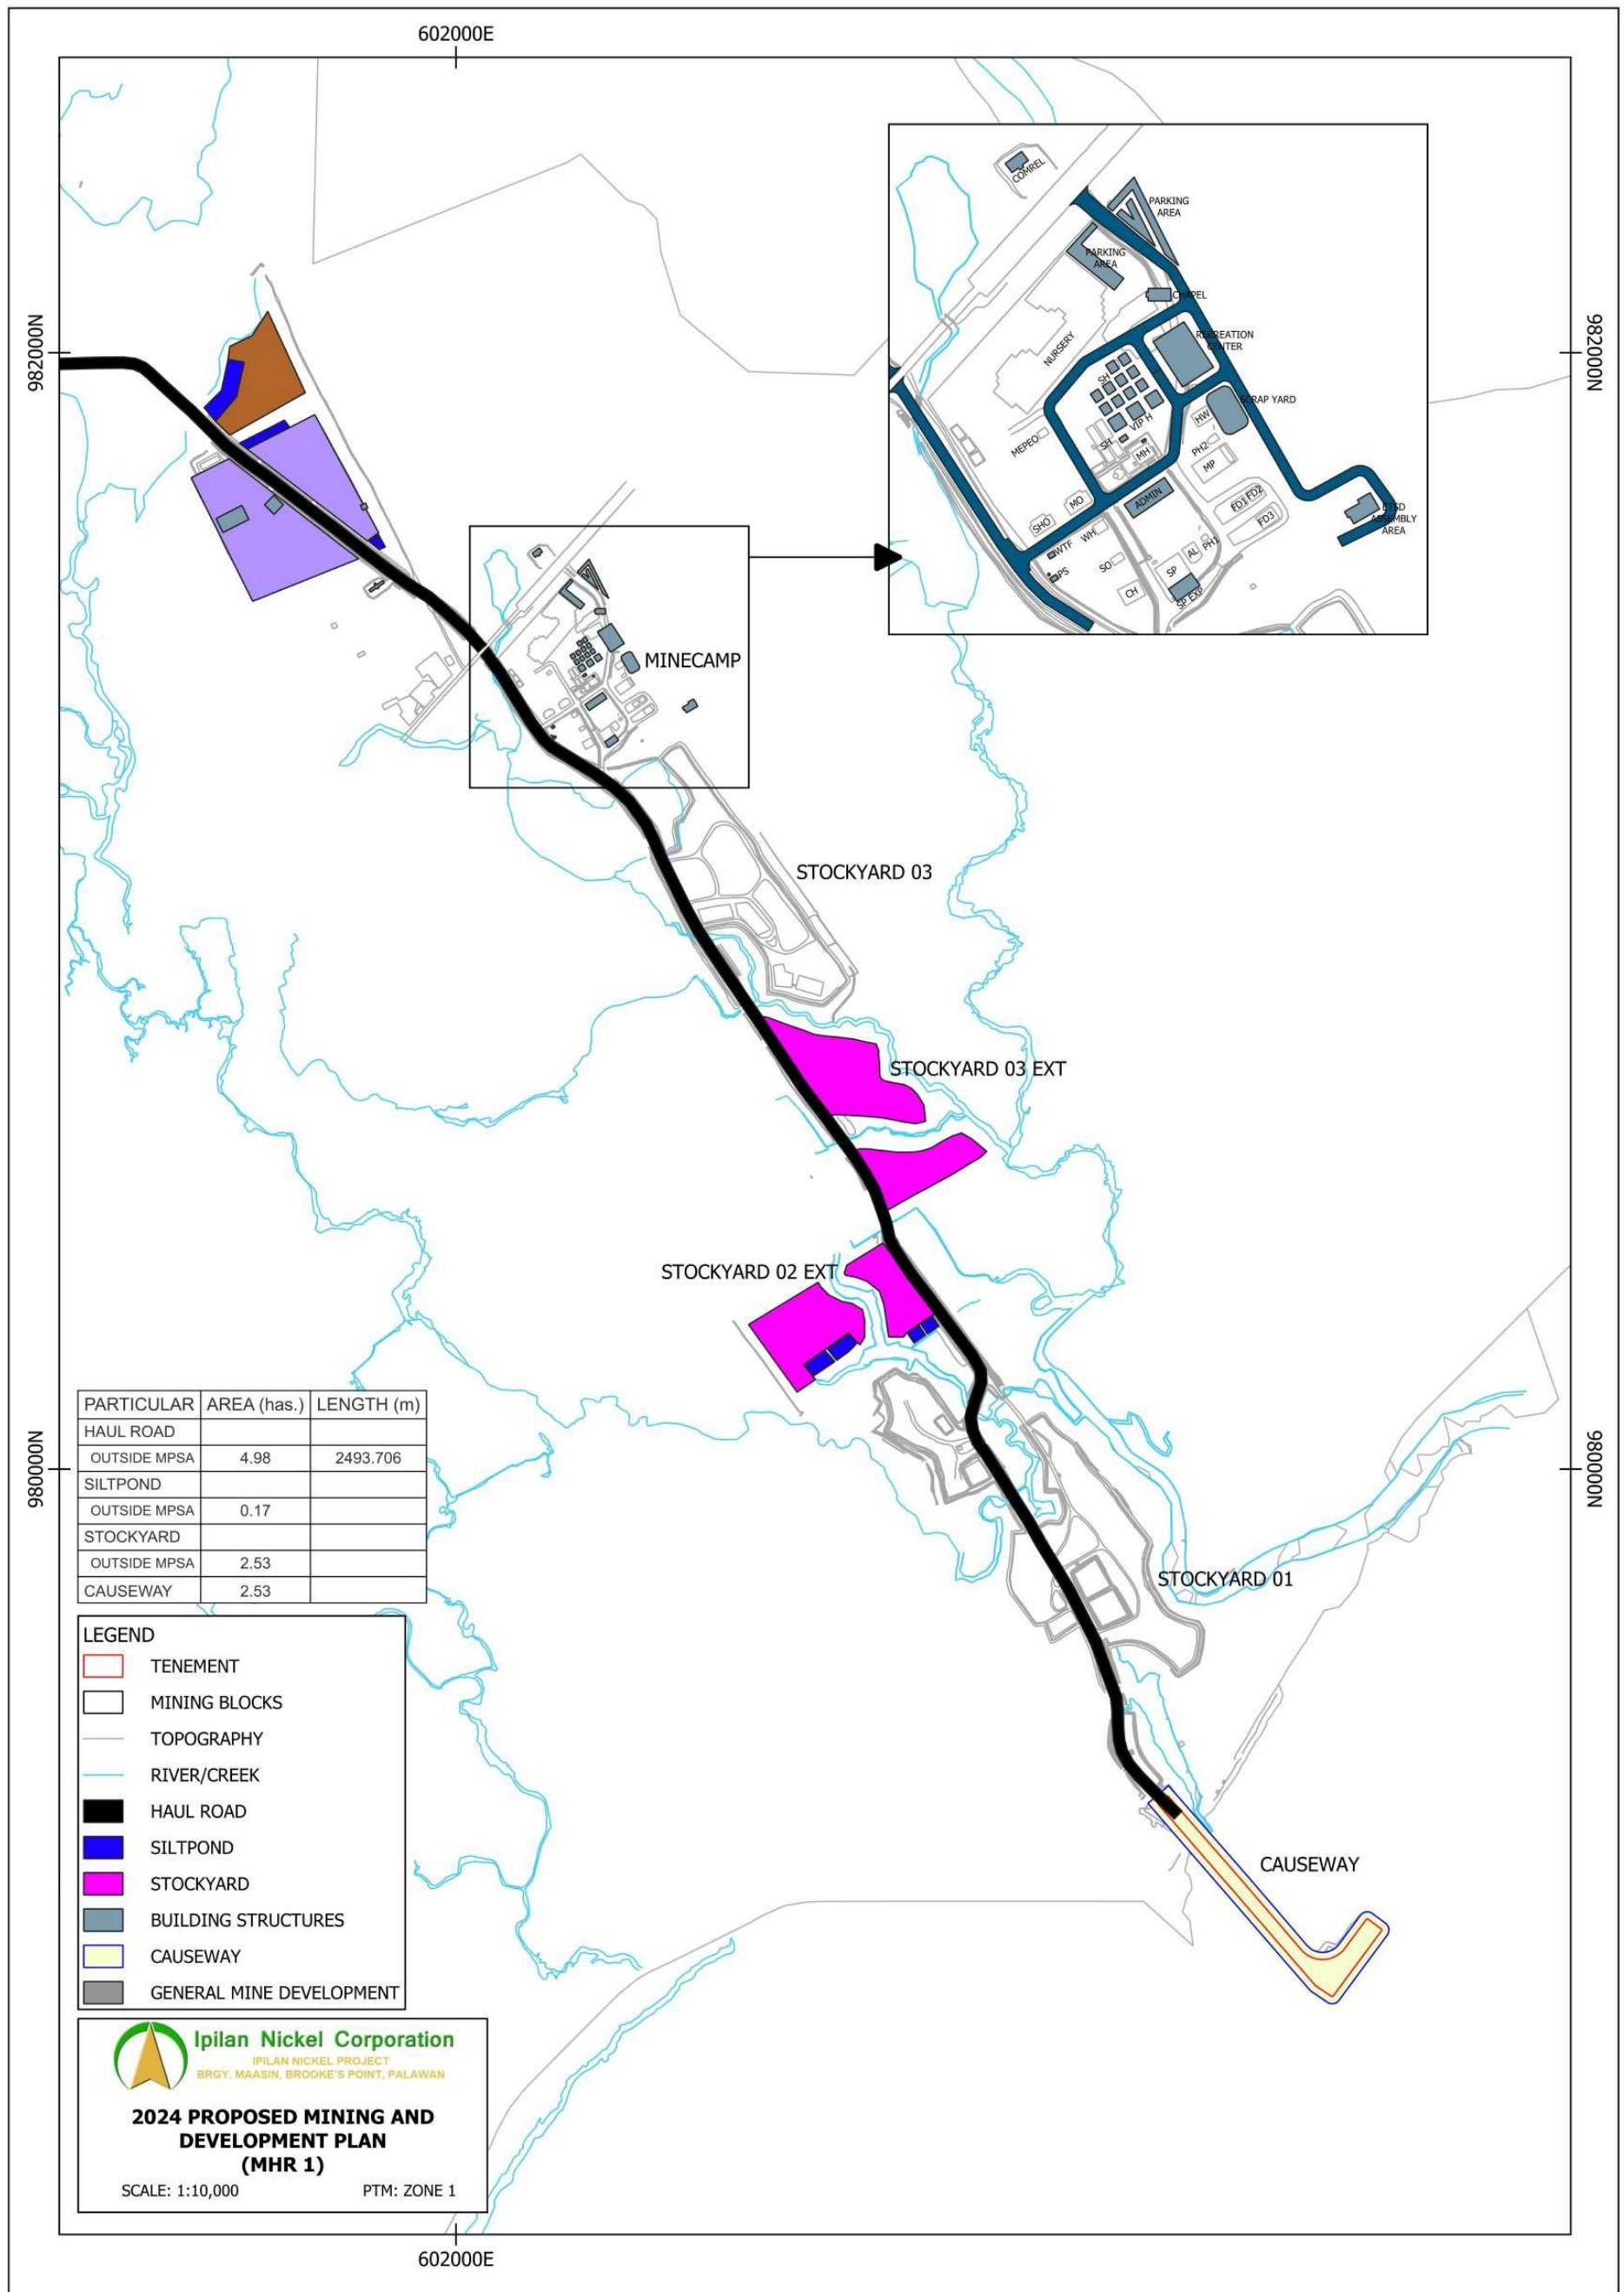 602000E
982000N
982000N
COMREL
PARKING
AREA
PARKING
AREA
CHAPEL
RECREATION
CENTER
NURSERY
SH
SCRAP YARD
VIP H
HW
MEPEO
SH
MH
PH2
MP
ADMIN
MO
FD1
FD2
FD3
ETSD
ASSEMBLY
AREA
SHO
WH
WTF
PS
SO
AL
PH1
SP
CH
SP EXP
MINECAMP
STOCKYARD 03
STOCKYARD 03 EXT
STOCKYARD 02 EXT
PARTICULAR AREA (has.) LENGTH (m)
HAUL ROAD
OUTSIDE MPSA 4.98 2493.706
SILTPOND
OUTSIDE MPSA 0.17
STOCKYARD
OUTSIDE MPSA 2.53
CAUSEWAY 2.53
980000N
980000N
STOCKYARD 01
CAUSEWAY
LEGEND
TENEMENT
MINING BLOCKS
TOPOGRAPHY
RIVER/CREEK
HAUL ROAD
SILTPOND
STOCKYARD
BUILDING STRUCTURES
CAUSEWAY
GENERAL MINE DEVELOPMENT
Ipilan Nickel Corporation
IPILAN NICKEL PROJECT
BRGY. MAASIN, BROOKE'S POINT, PALAWAN
2024 PROPOSED MINING AND
DEVELOPMENT PLAN
(MHR 1)
SCALE: 1:10,000 PTM: ZONE 1
602000E